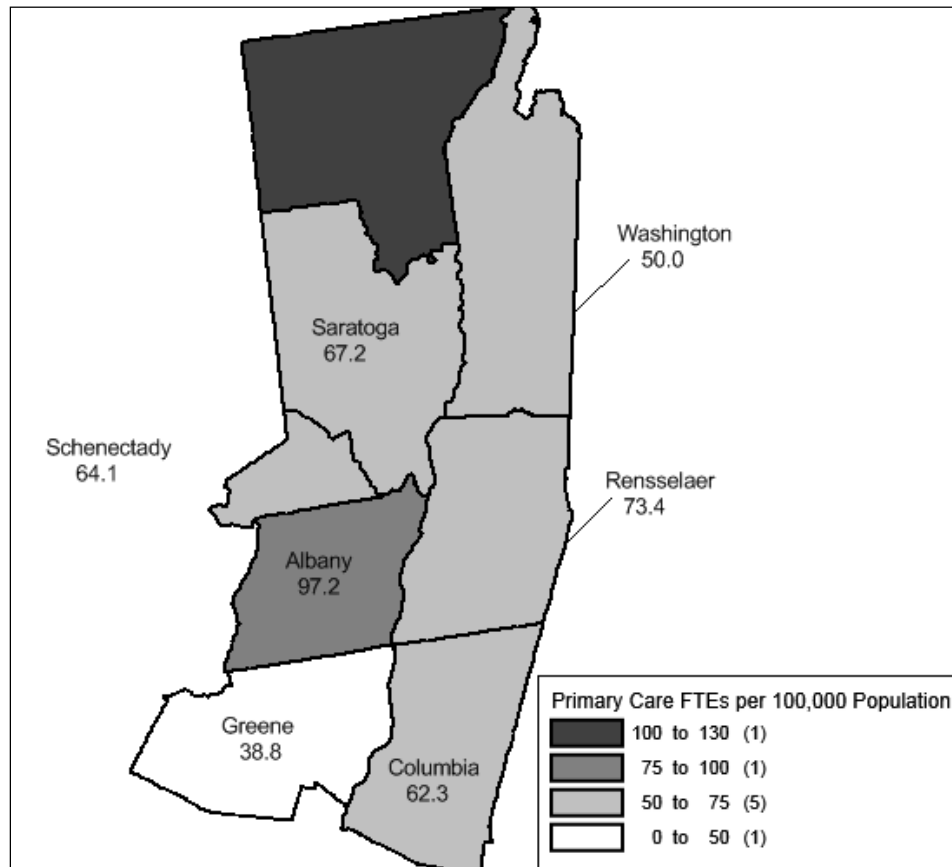 Washington
50.0
Saratoga
67.2
Schenectady
64.1
Rensselaer
73.4
Albany
97.2
Greene
38.8
Columbia
62.3
Primary Care FTEs per 100,000 Population
100 to 130 (1)
75 to 100 (1)
50 to 75 (5)
0 to 50 (1)